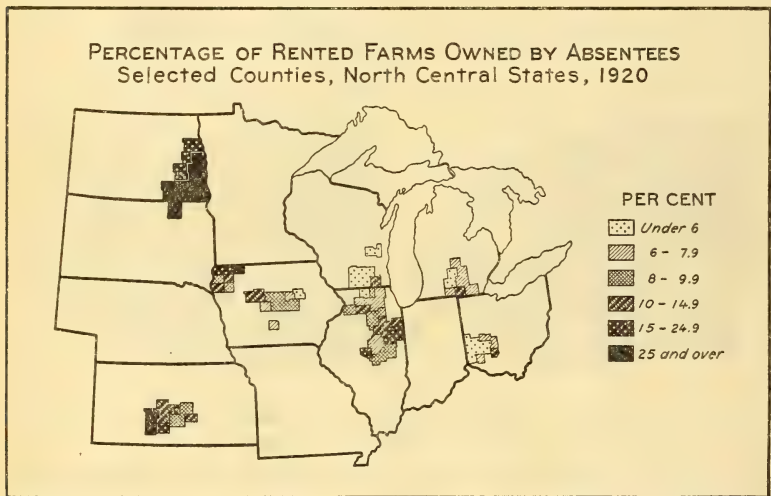 PERCENTAGE OF RENTED FARMS OWNED BY ABSENTEES
Selected Counties, North Central States, 1920
PER CENT
Under 6
6 - 7.9
8 - 9.9
10 - 14.9
15 - 24.9
25 and over